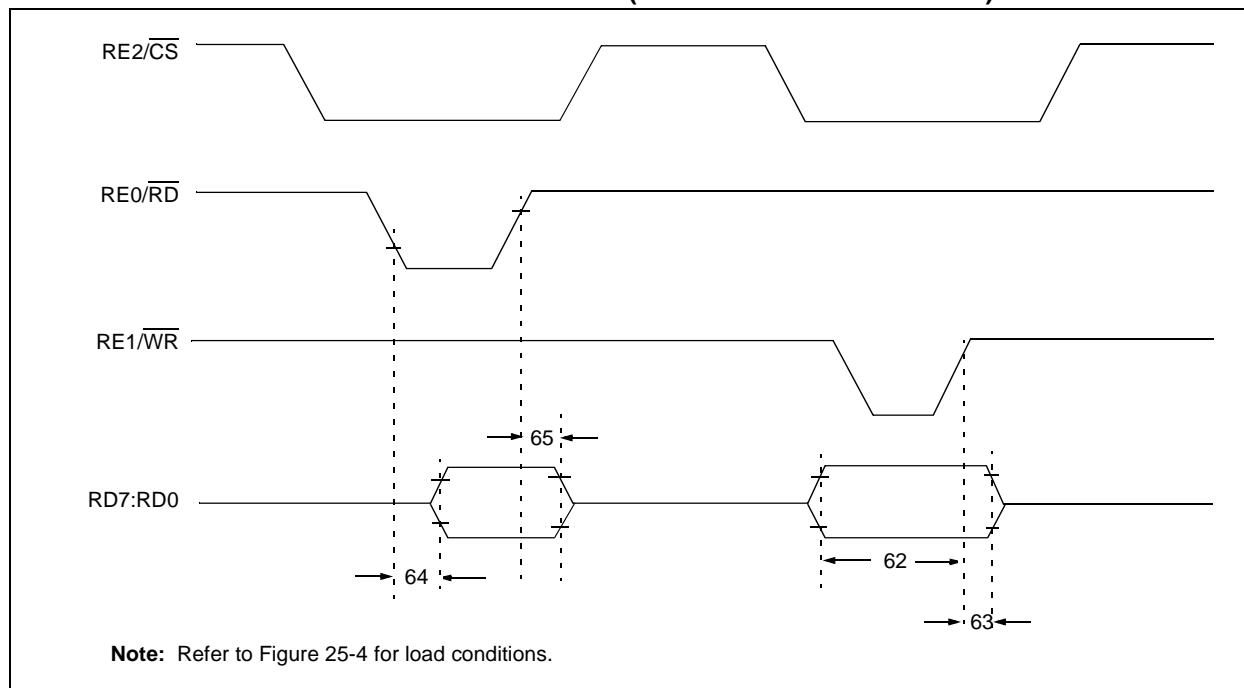 (
)
RE2/CS
RE0/RD
RE1/WR
65
RD7:RD0
64
62
63
Note: Refer to Figure 25-4 for load conditions.